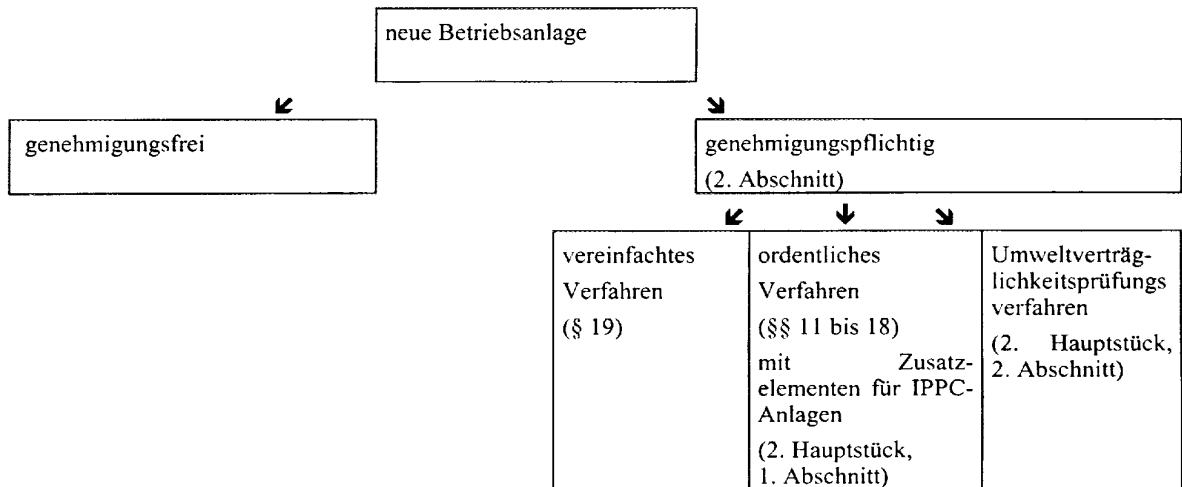 neue Betriebsanlage
genehmigungsfrei
genehmigungspflichtig
(2. Abschnitt)
vereinfachtes
Verfahren
(§ 19)
ordentliches
Verfahren
(§§ 11 bis 18)
mit Zusatz-
elementen für IPPC-
Anlagen
(2. Hauptstück,
1. Abschnitt)
Umweltverträg-
lichkeitsprüfungs
verfahren
(2. Hauptstück,
2. Abschnitt)